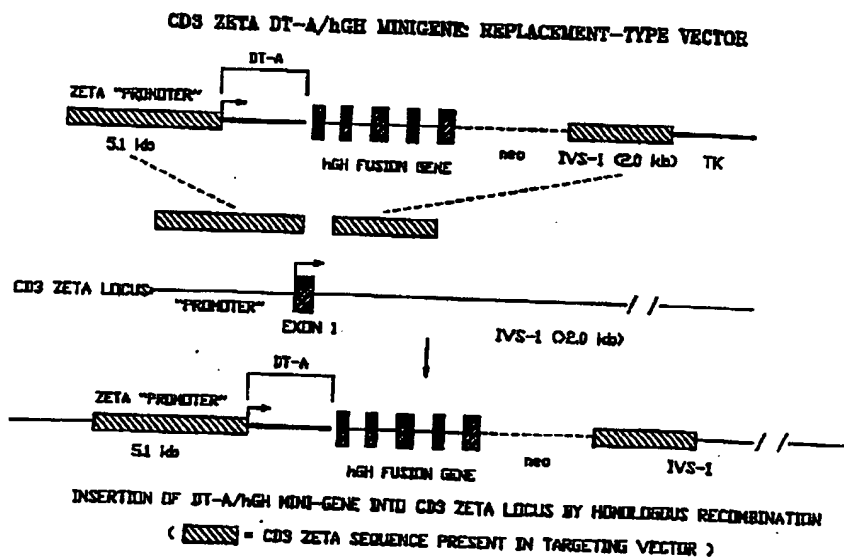 CD3 ZETA DT-A/hGH MINIGENE: REPLACEMENT-TYPE VECTOR
DT-A
ZETA "PROMOTER"
5.1 kb
hGH FUSION GENE
neo
IVS-1 (2.0 kb)
TK
CD3 ZETA LOCUS
"PROMOTER"
EXON 1
IVS-1 (>2.0 kb)
DT-A
ZETA "PROMOTER"
5.1 kb
hGH FUSION GENE
neo
IVS-1
INSERTION OF DT-A/hGH MINI-GENE INTO CD3 ZETA LOCUS BY HOMOLOGOUS RECOMBINATION
( = CD3 ZETA SEQUENCE PRESENT IN TARGETING VECTOR )